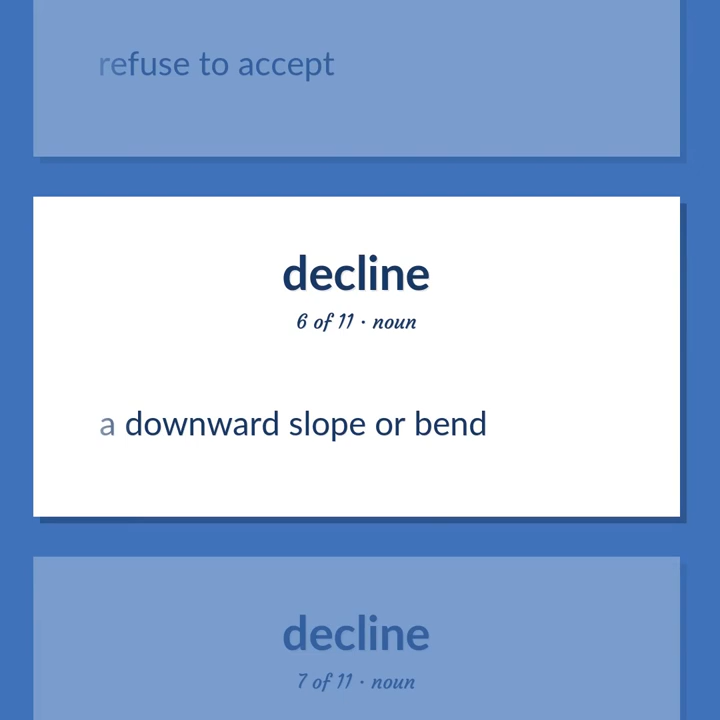 refuse to accept
decline
6 of 11 · noun
a downward slope or bend
decline
7 of 11 · noun